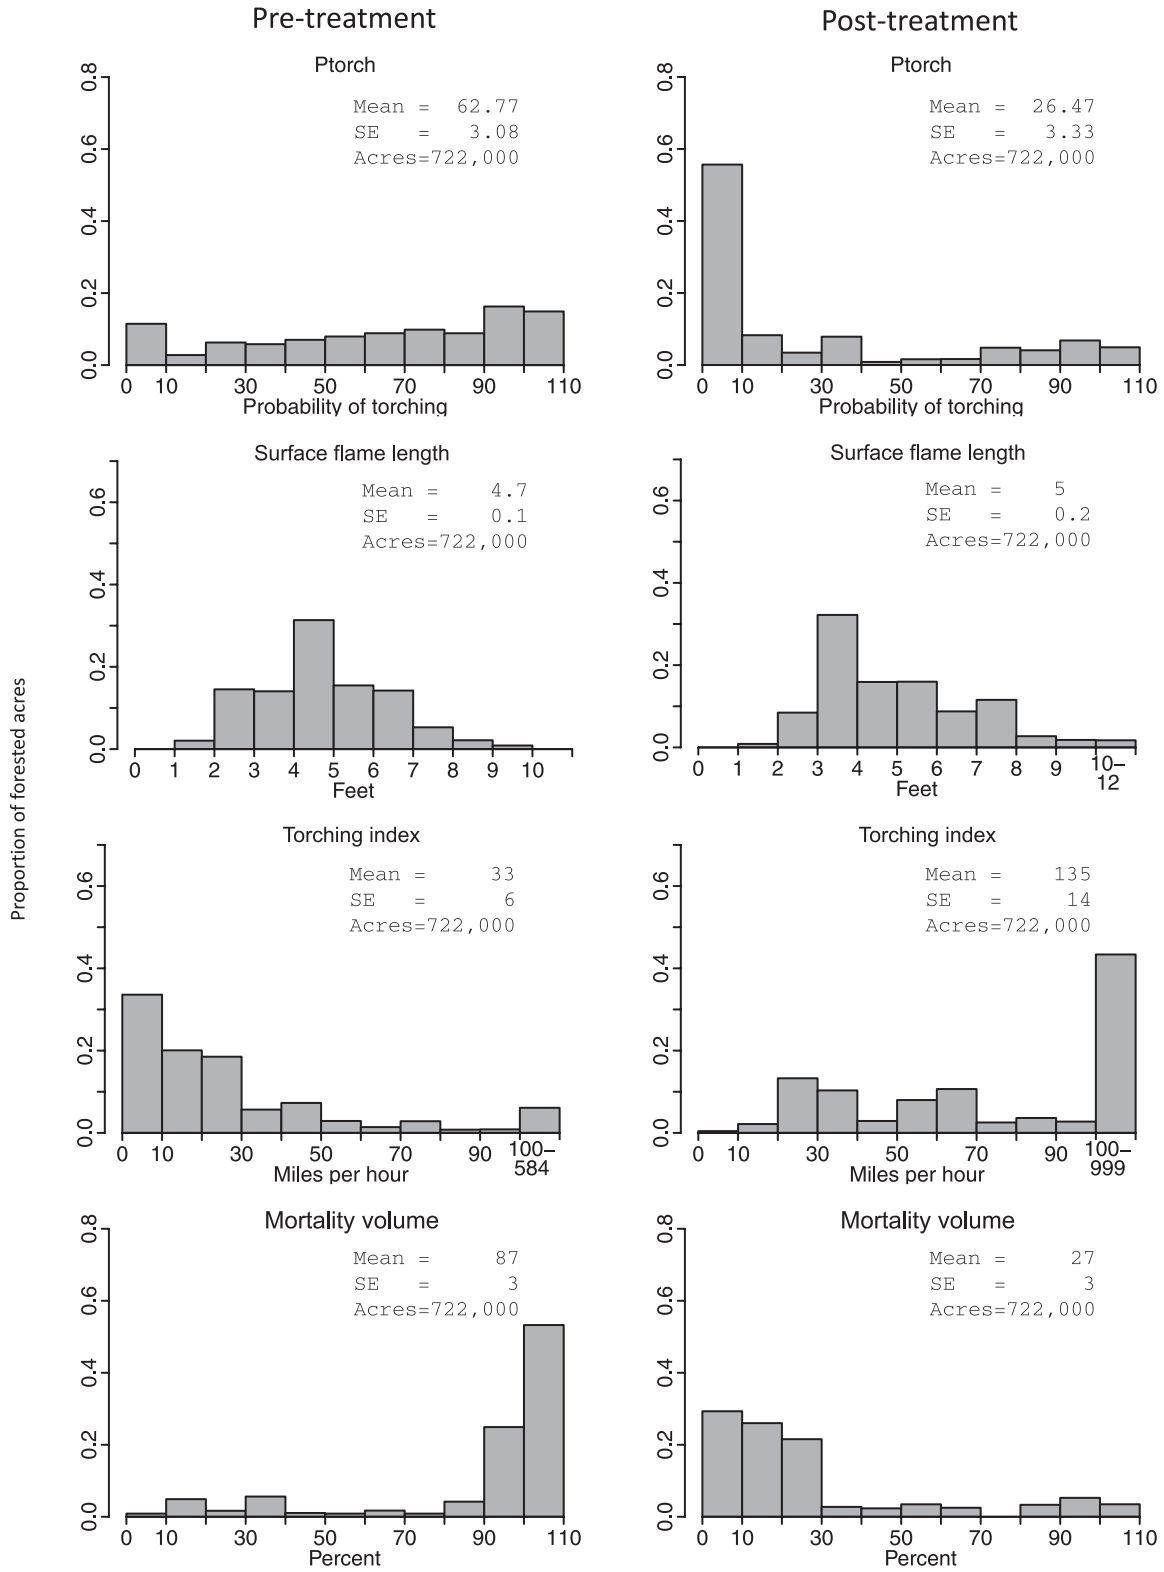 Pre-treatment
Post-treatment
Proportion of forested acres
Ptorch
Mean = 62.77
SE = 3.08
Acres=722,000
0.8
0.6
0.4
0.2
0.0
0 10 30 50 70 90 110
Probability of torching
Ptorch
Mean = 26.47
SE = 3.33
Acres=722,000
0.8
0.6
0.4
0.2
0.0
0 10 30 50 70 90 110
Probability of torching
Surface flame length
Mean = 4.7
SE = 0.1
Acres=722,000
0.6
0.4
0.2
0.0
0 1 2 3 4 5 6 7 8 9 10
Feet
Surface flame length
Mean = 5
SE = 0.2
Acres=722,000
0.6
0.4
0.2
0.0
0 1 2 3 4 5 6 7 8 9 10–
12
Feet
Torching index
Mean = 33
SE = 6
Acres=722,000
0.6
0.4
0.2
0.0
0 10 30 50 70 90 100–
584
Miles per hour
Torching index
Mean = 135
SE = 14
Acres=722,000
0.6
0.4
0.2
0.0
0 10 30 50 70 90 100–
999
Miles per hour
Mortality volume
Mean = 87
SE = 3
Acres=722,000
0.8
0.6
0.4
0.2
0.0
0 10 30 50 70 90 110
Percent
Mortality volume
Mean = 27
SE = 3
Acres=722,000
0.8
0.6
0.4
0.2
0.0
0 10 30 50 70 90 110
Percent